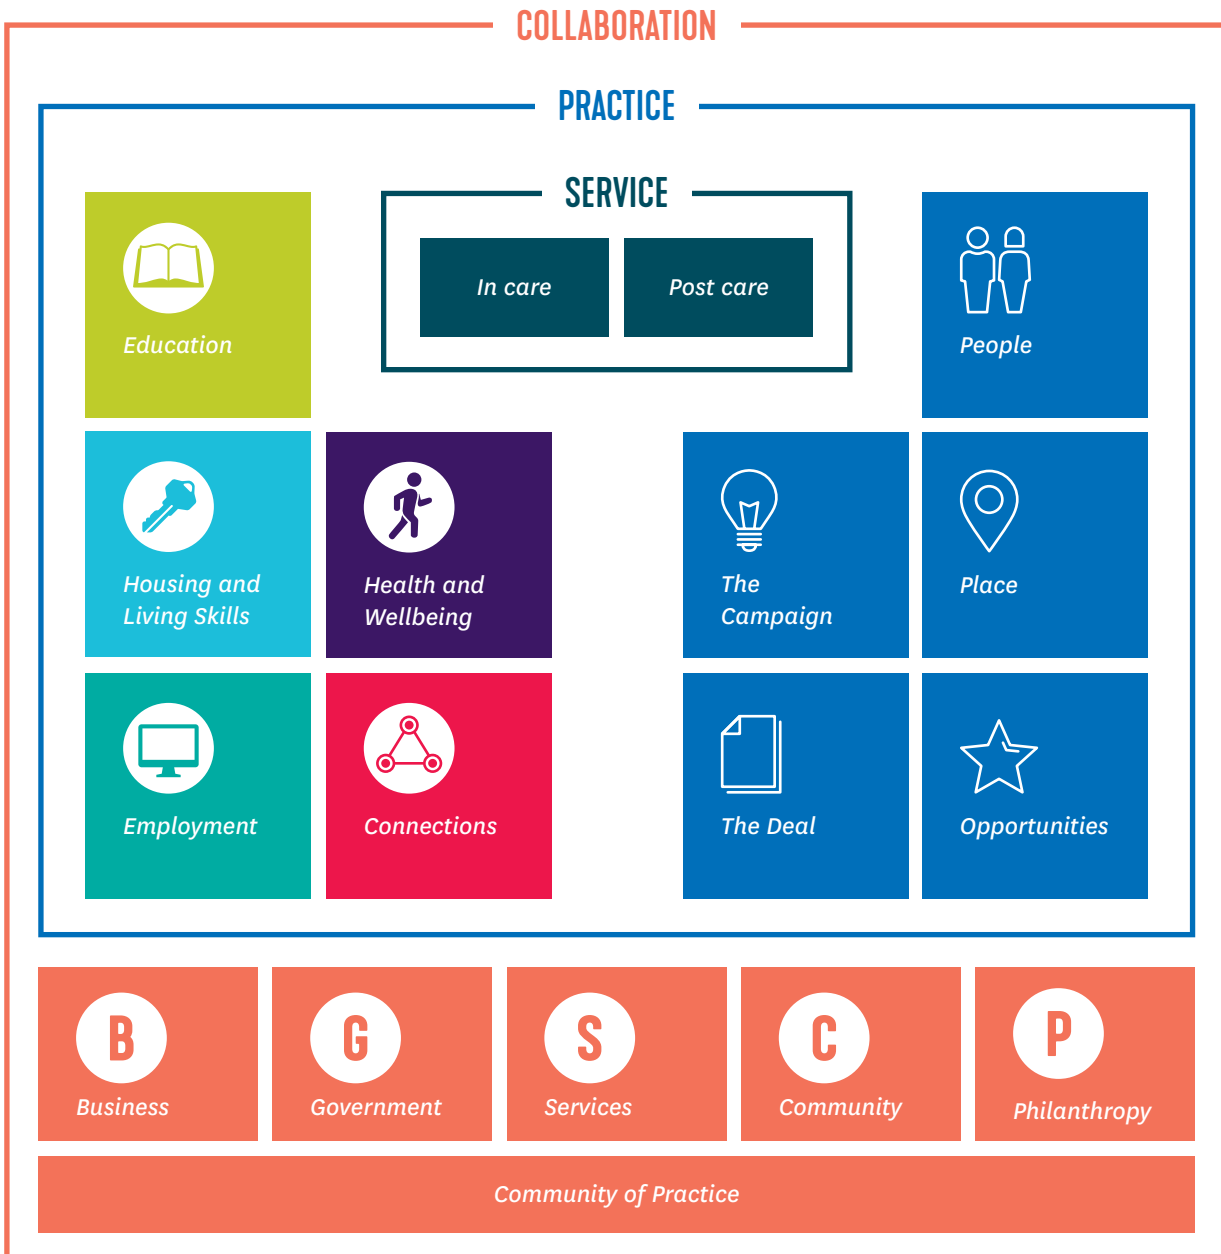 COLLABORATION
PRACTICE
SERVICE
In care
Post care
Education
People
Housing and
Living Skills
Health and
Wellbeing
The
Campaign
Place
Employment
Connections
The Deal
Opportunities
B
Business
G
Government
S
Services
C
Community
P
Philanthropy
Community of Practice